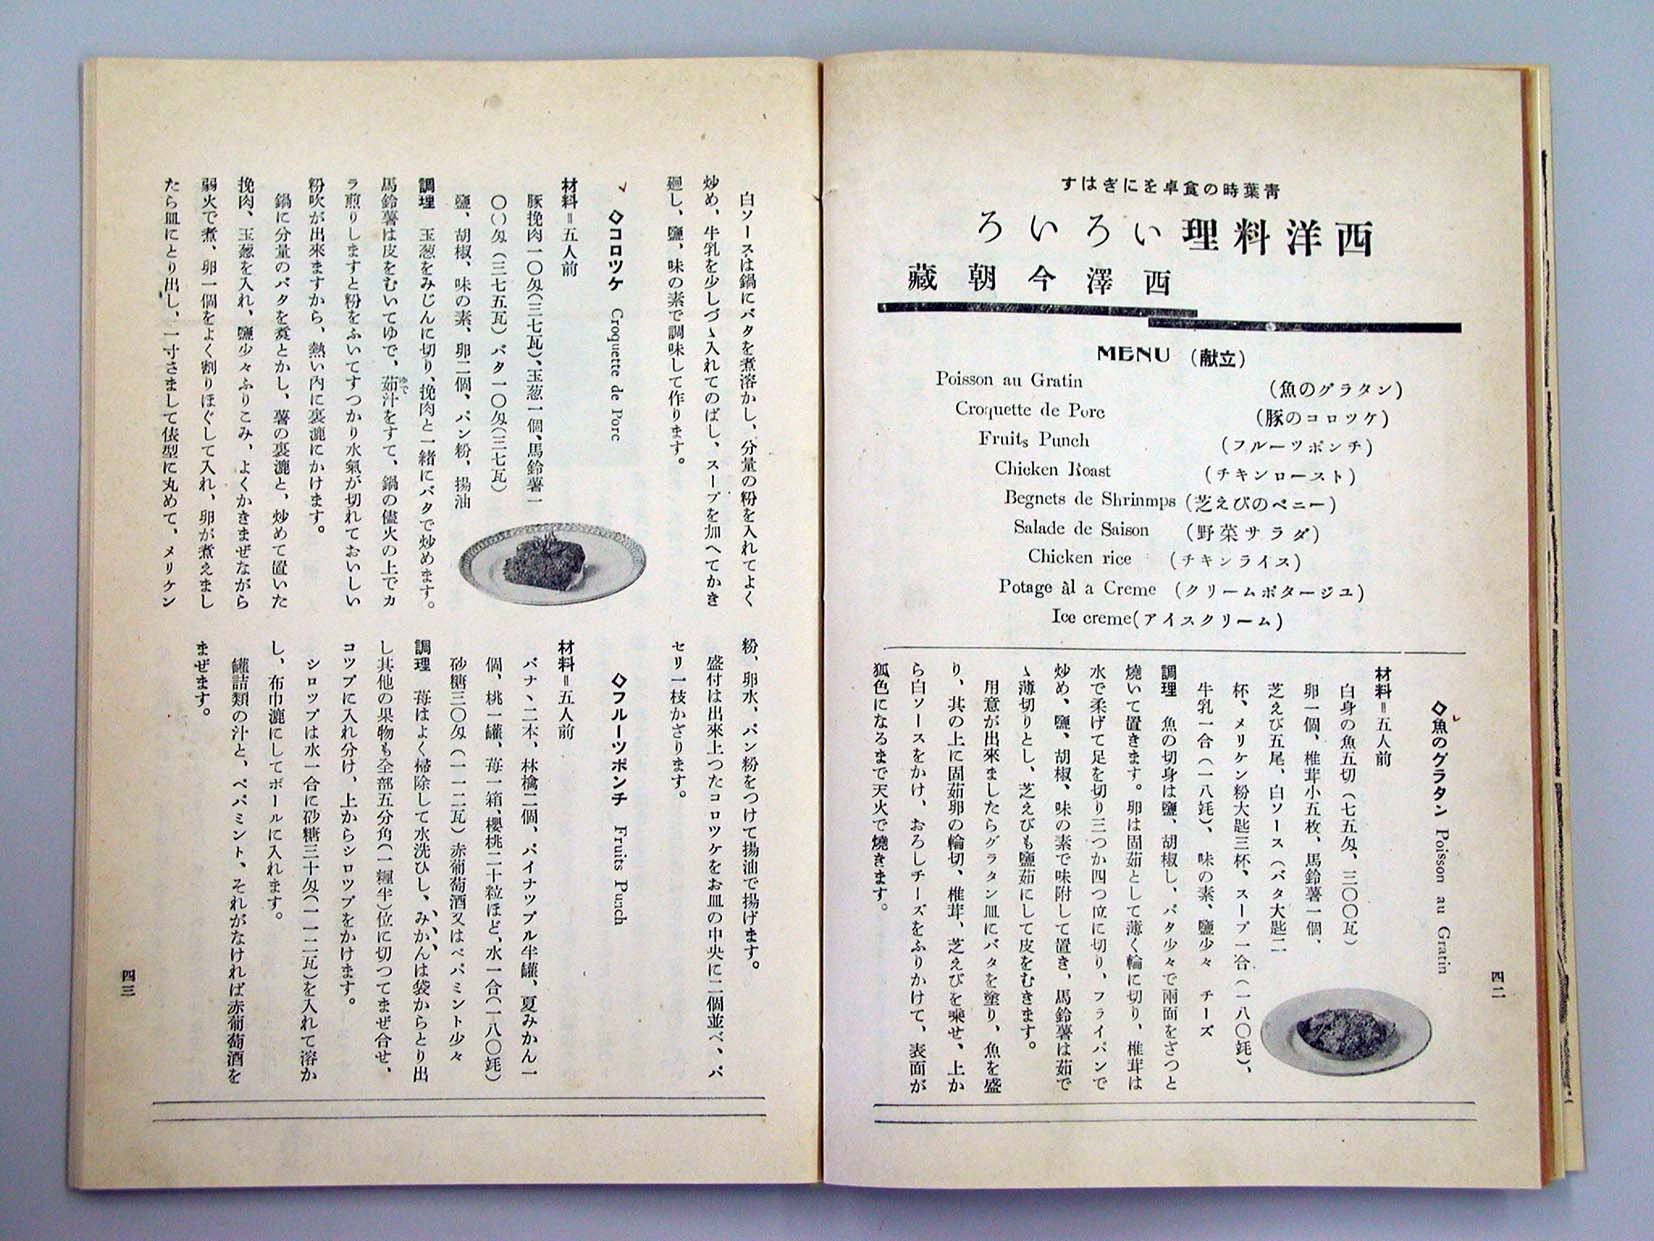 青葉時の食卓をにぎはす
西洋料理いろいろ
西澤今朝藏
MENU (献立)
Poisson au Gratin (魚のグラタン)
Croquette de Porc (豚のコロツケ)
Fruits Punch (フルーツポンチ)
Chicken Roast (チキンロースト)
Begnets de Shrinmps (芝えびのベニー)
Salade de Saison (野菜サラダ)
Chicken rice (チキンライス)
Potage àl a Creme (クリームポタージユ)
Ice creme (アイスクリーム)
◇魚のグラタン Poisson au Gratin
材料=五人前
白身の魚五切(七五匁、三〇〇瓦)
卵一個、椎茸小五枚、馬鈴薯一個、
芝えび五尾、白ソース(バタ大匙二
杯、メリケン粉大匙三杯、スープ一合(一八〇竓)、
牛乳一合(一八竓)、味の素、鹽少々 チーズ
調理 魚の切身は鹽、胡椒し、バタ少々で兩面をざつと
燒いて置きます。卵は固茹として薄く輪に切り、椎茸は
水で柔げて足を切り三つか四つ位に切り、フライパンで
炒め、鹽、胡椒、味の素で味附して置き、馬鈴薯は茹で
ゝ薄切りとし、芝えびも鹽茹にして皮をむきます。
用意が出來ましたらグラタン皿にバタを塗り、魚を盛
り、其の上に固茹卵の輪切、椎茸、芝えびを乘せ、上か
ら白ソースをかけ、おろしチーズをふりかけて、表面が
狐色になるまで天火で燒きます。
四二
白ソースは鍋にバタを煮溶かし、分量の粉を入れてよく
炒め、牛乳を少しづゝ入れてのばし、スープを加へてかき
廻し、鹽、味の素で調味して作ります。
◇コロツケ Croquette de Porc
材料=五人前
豚挽肉一〇匁(三七瓦)、玉葱一個、馬鈴薯一
〇〇匁(三七五瓦)バタ一〇匁(三七瓦)
鹽、胡椒、味の素、卵二個、パン粉、揚油
調理 玉葱をみじんに切り、挽肉と一緒にバタで炒めます。
馬鈴薯は皮をむいてゆで、茹汁をすて、鍋の儘火の上でカ
ラ煎りしますと粉をふいてすつかり水氣が切れておいしい
粉吹が出來ますから、熱い内に裏漉にかけます。
鍋に分量のバタを煮とかし、薯の裏漉と、炒めて置いた
挽肉、玉葱を入れ、鹽少々ふりこみ、よくかきまぜながら
弱火で煮、卵一個をよく割りほぐして入れ、卵が煮えまし
たら皿にとり出し、一寸さまして俵型に丸めて、メリケン
粉、卵水、パン粉をつけて揚油で揚げます。
盛付は出來上つたコロツケをお皿の中央に二個並べ、パ
セリ一枝かざります。
◇フルーツポンチ Fruits Punch
材料=五人前
バナヽ二本、林檎二個、パイナツプル半罐、夏みかん一
個、桃一罐、苺一箱、櫻桃二十粒ほど、水一合(一八〇竓)
砂糖三〇匁(一一二瓦)赤葡萄酒又はペパミント少々
調理 苺はよく掃除して水洗ひし、みかんは袋からとり出
し其他の果物も全部五分角(一糎半)位に切つてまぜ合せ、
コツプに入れ分け、上からシロツプをかけます。
シロツプは水一合に砂糖三十匁(一一二瓦)を入れて溶か
し、布巾漉にしてボールに入れます。
罐詰類の汁と、ペパミント、それがなければ赤葡萄酒を
まぜます。
四三